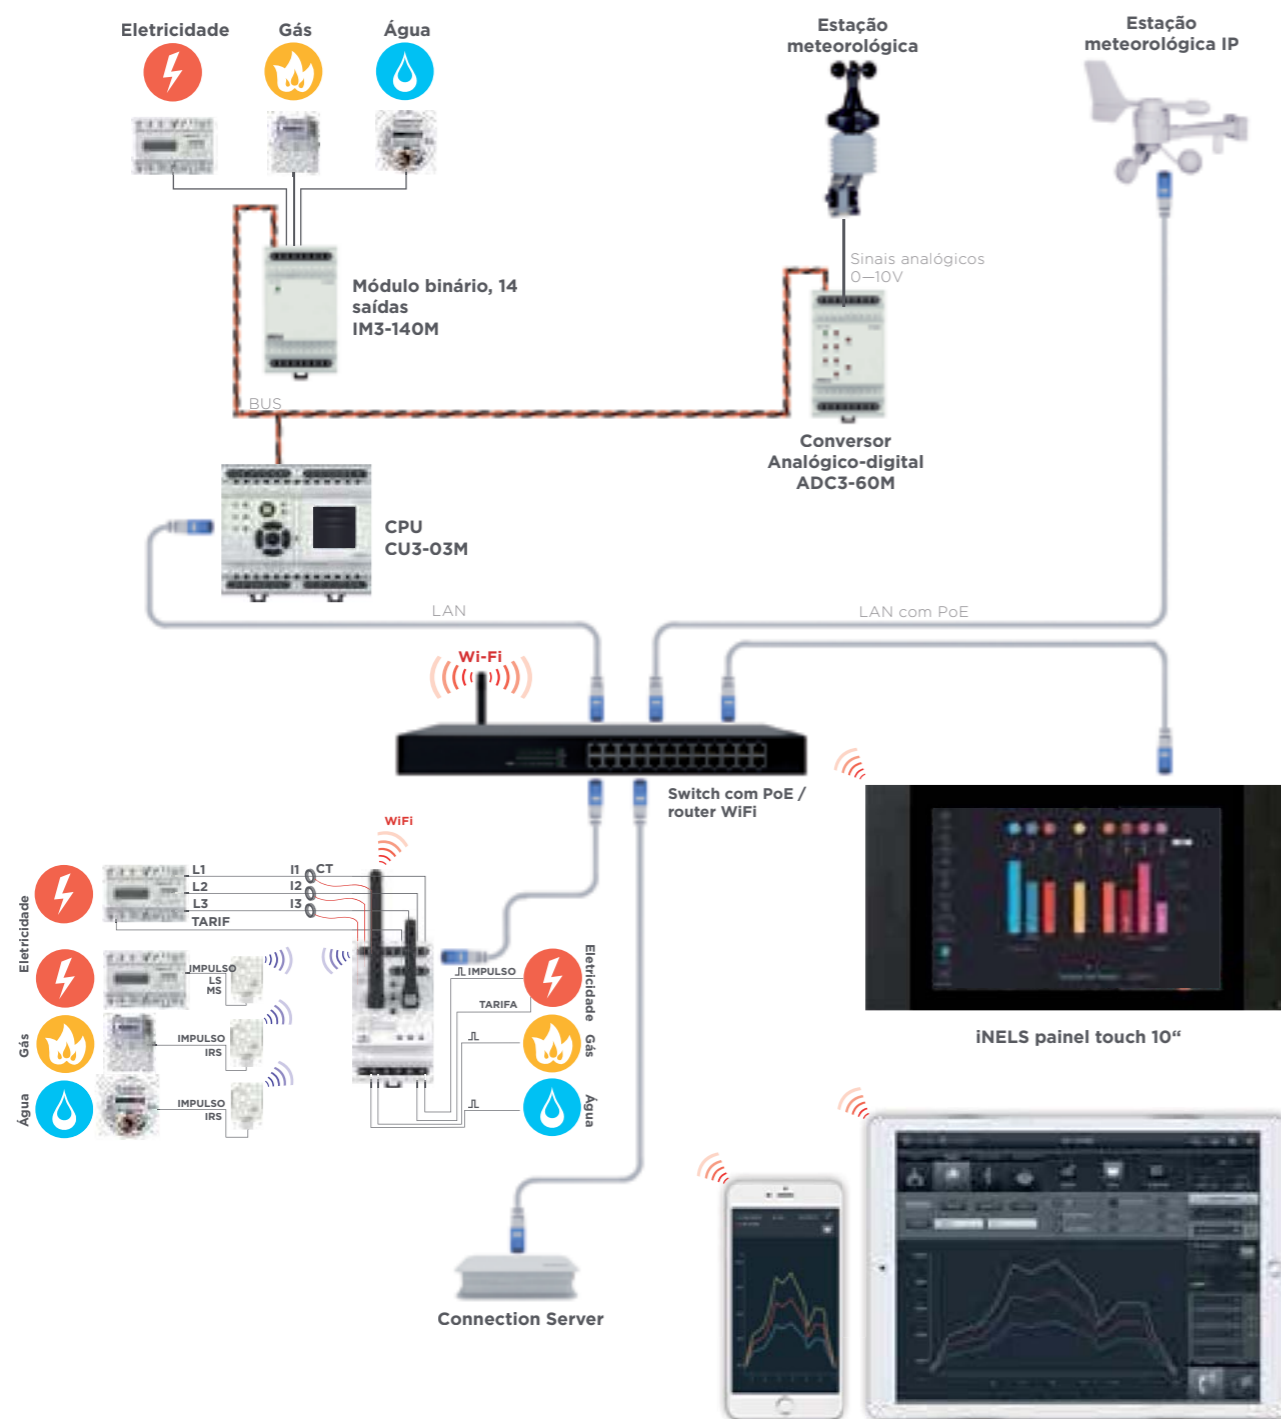 Eletricidade
Gás
Água
Estação
meteorológica
Estação
meteorológica IP
Sinais analógicos
0—10V
Módulo binário, 14
saídas
IM3-140M
BUS
Conversor
Analógico-digital
ADC3-60M
CPU
CU3-03M
LAN
LAN com PoE
Wi-Fi
Switch com PoE /
router WiFi
WiFi
L1
I1
CT
L2
I2
L3
I3
TARIF
Eletricidade
IMPULSO
LS
MS
Gás
IMPULSO
IRS
Água
IMPULSO
IRS
IMPULSO
TARIFA
Eletricidade
Gás
Água
iNELS painel touch 10“
Connection Server